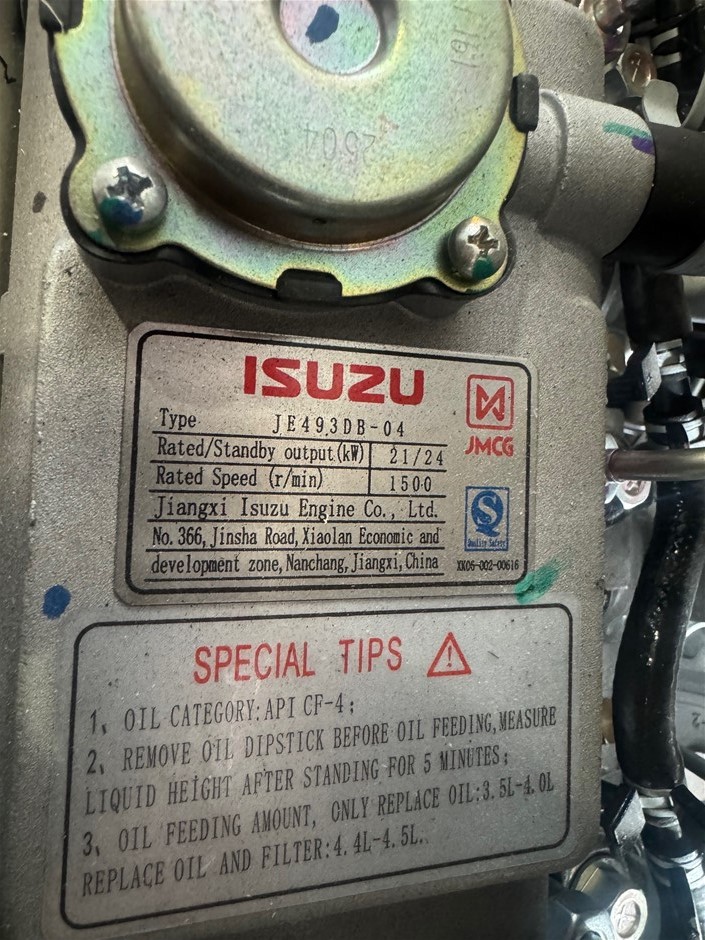 2504
ISUZU
Type JE493DB-04
JMCG
Rated/Standby output(kW) 21/24
Rated Speed (r/min) 1500
Jiangxi Isuzu Engine Co., Ltd.
No. 366, Jinsha Road, Xiaolan Economic and
development zone, Nanchang, Jiangxi, China
Quality Safety
XK06-002-00616
SPECIAL TIPS
1、OIL CATEGORY: API CF-4;
2、REMOVE OIL DIPSTICK BEFORE OIL FEEDING, MEASURE
LIQUID HEIGHT AFTER STANDING FOR 5 MINUTES;
3、OIL FEEDING AMOUNT, ONLY REPLACE OIL:3.5L-4.0L
REPLACE OIL AND FILTER:4.4L-4.5L.